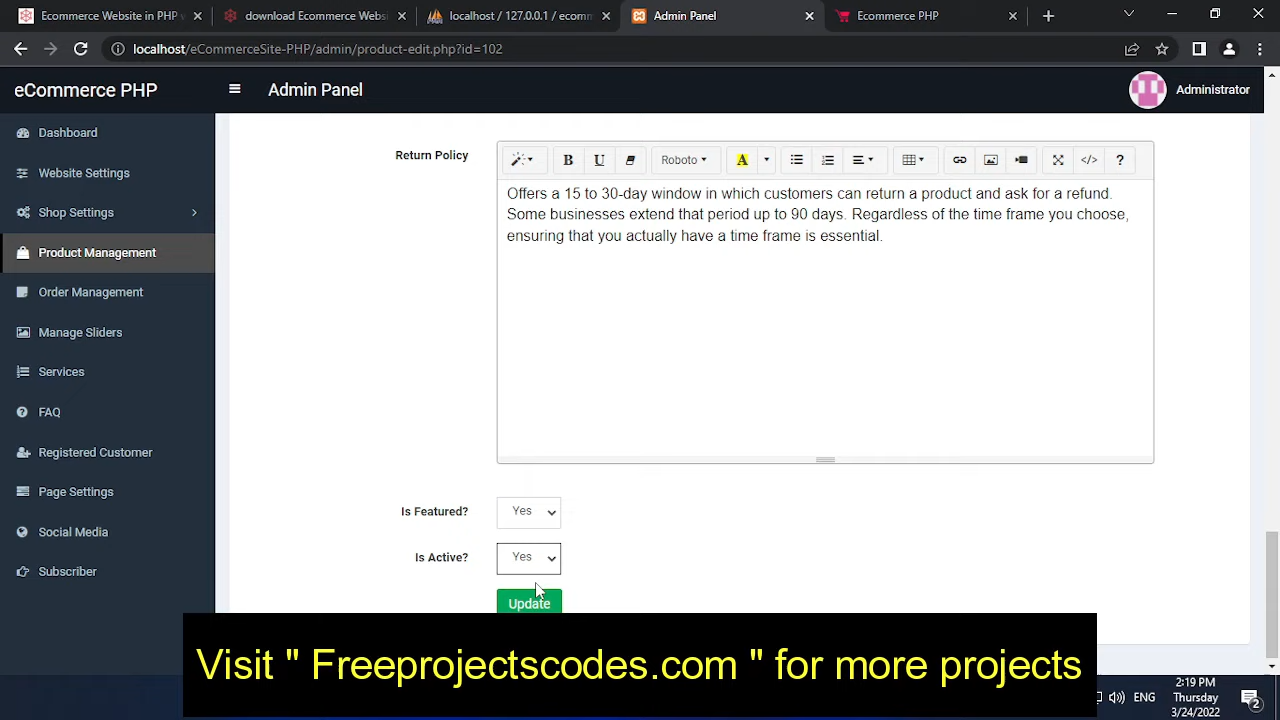 Ecommerce Website in PHP w
download Ecommerce Websi
localhost / 127.0.0.1 / ecomm
Admin Panel
Ecommerce PHP
localhost/eCommerceSite-PHP/admin/product-edit.php?id=102
eCommerce PHP
Admin Panel
Administrator
Dashboard
Website Settings
Shop Settings
Product Management
Order Management
Manage Sliders
Services
FAQ
Registered Customer
Page Settings
Social Media
Subscriber
Return Policy
B U Roboto A </> ?
Offers a 15 to 30-day window in which customers can return a product and ask for a refund.
Some businesses extend that period up to 90 days. Regardless of the time frame you choose,
ensuring that you actually have a time frame is essential.
Is Featured? Yes
Is Active? Yes
Update
Visit " Freeprojectscodes.com " for more projects
ENG
2:19 PM
Thursday
3/24/2022
2